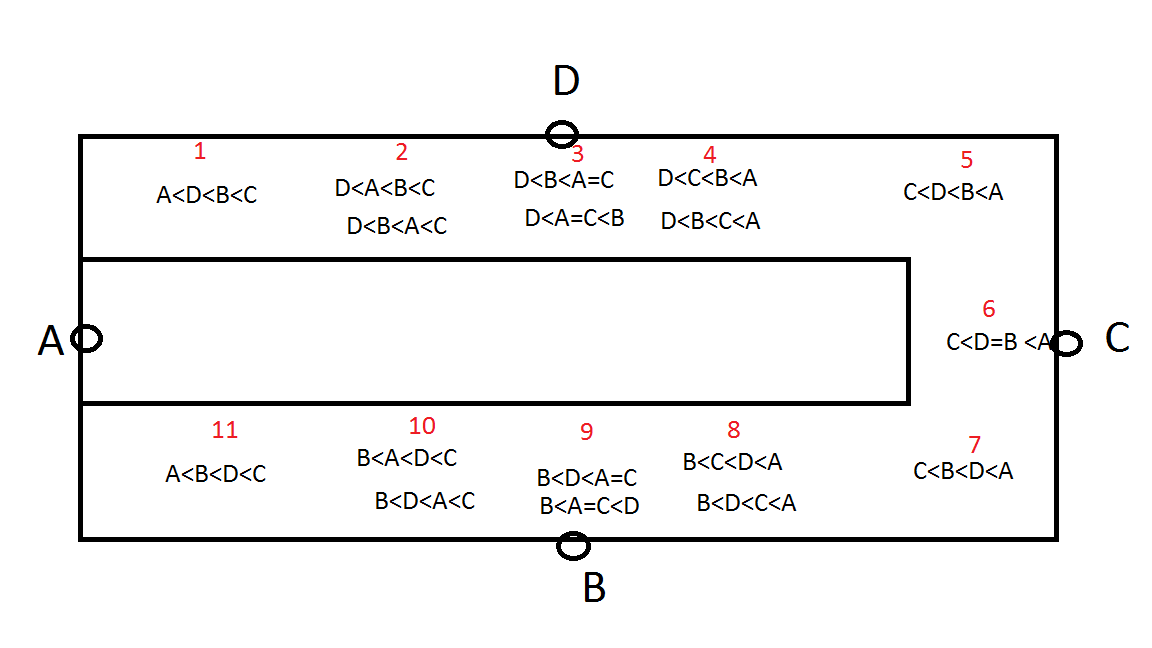 D
1
A<D<B<C
2
D<A<B<C
D<B<A<C
3
D<B<A=C
D<A=C<B
4
D<C<B<A
D<B<C<A
5
C<D<B<A
A
6
C<D=B <A
C
11
A<B<D<C
10
B<A<D<C
B<D<A<C
9
B<D<A=C
B<A=C<D
8
B<C<D<A
B<D<C<A
7
C<B<D<A
B